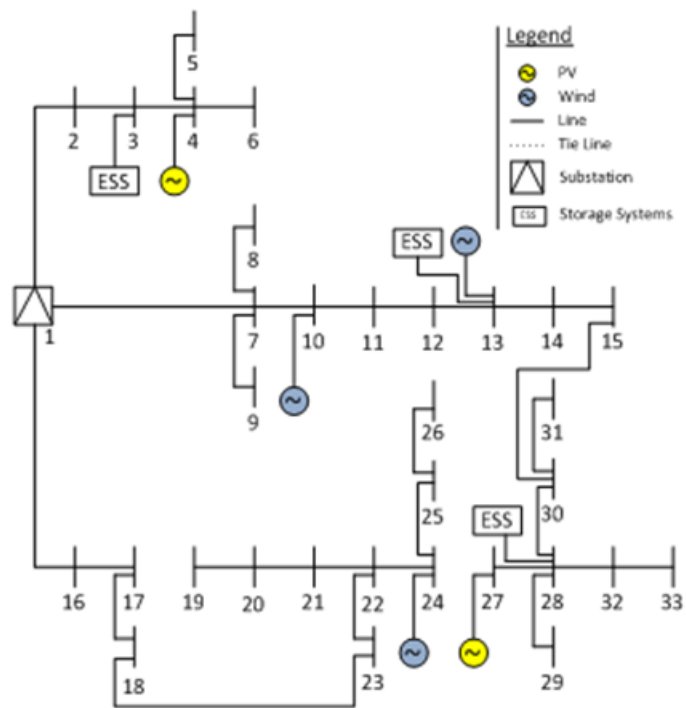 Legend
PV
Wind
Line
Tie Line
Substation
ESS Storage Systems
5
2 3 4 6
ESS
8
ESS
1
7 10 11 12 13 14 15
9
26
31
25
30
ESS
16 17 19 20 21 22 24 27 28 32 33
18 23 29